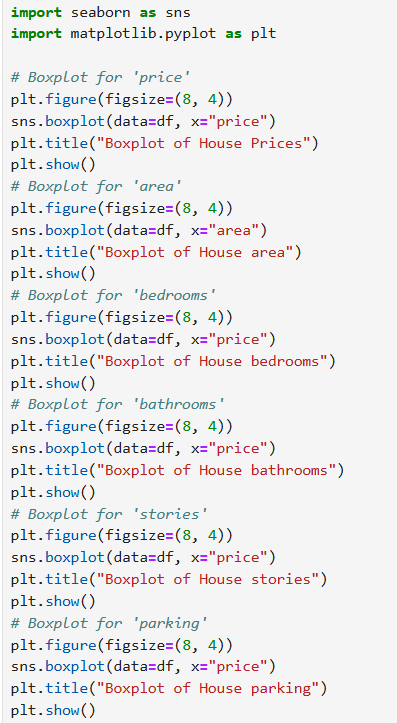 import seaborn as sns
import matplotlib.pyplot as plt
# Boxplot for 'price'
plt.figure(figsize=(8, 4))
sns.boxplot(data=df, x="price")
plt.title("Boxplot of House Prices")
plt.show()
# Boxplot for 'area'
plt.figure(figsize=(8, 4))
sns.boxplot(data=df, x="area")
plt.title("Boxplot of House area")
plt.show()
# Boxplot for 'bedrooms'
plt.figure(figsize=(8, 4))
sns.boxplot(data=df, x="price")
plt.title("Boxplot of House bedrooms")
plt.show()
# Boxplot for 'bathrooms'
plt.figure(figsize=(8, 4))
sns.boxplot(data=df, x="price")
plt.title("Boxplot of House bathrooms")
plt.show()
# Boxplot for 'stories'
plt.figure(figsize=(8, 4))
sns.boxplot(data=df, x="price")
plt.title("Boxplot of House stories")
plt.show()
# Boxplot for 'parking'
plt.figure(figsize=(8, 4))
sns.boxplot(data=df, x="price")
plt.title("Boxplot of House parking")
plt.show()